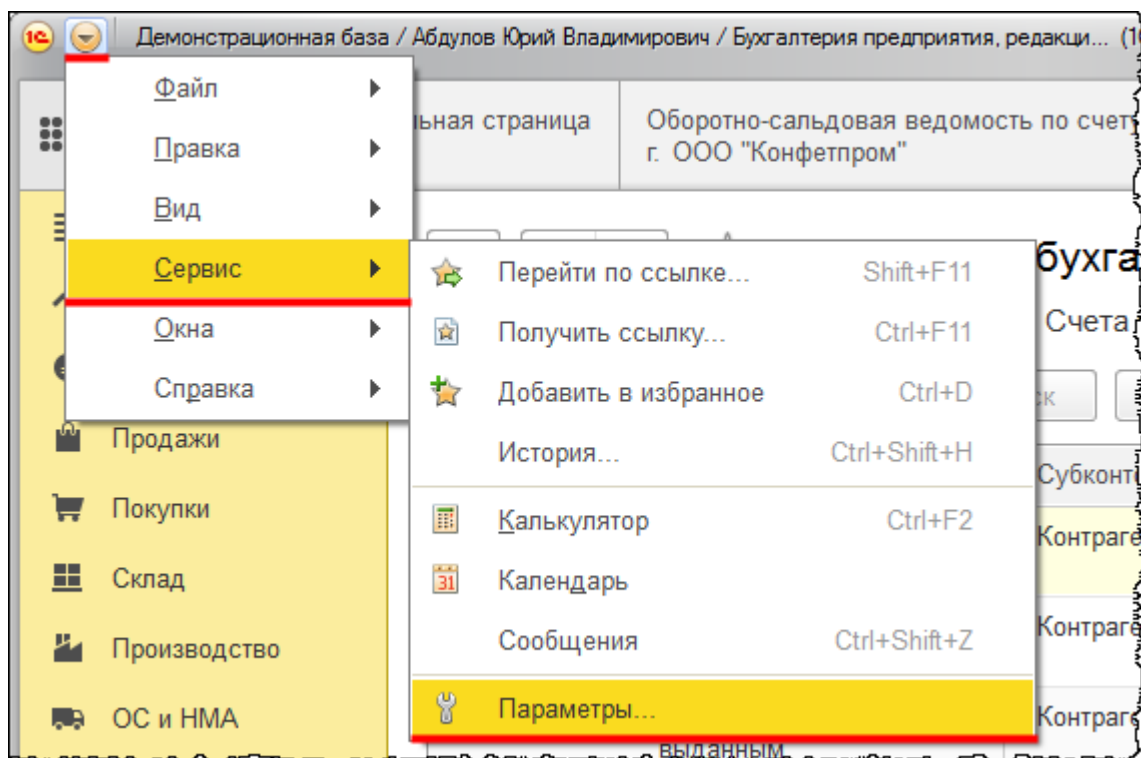 1С Демонстрационная база / Абдулов Юрий Владимирович / Бухгалтерия предприятия, редакци... (1
Файл
Правка
Вид
Сервис
Окна
Справка
страница
Оборотно-сальдовая ведомость по счету
г. ООО "Конфетпром"
Перейти по ссылке... Shift+F11
Получить ссылку... Ctrl+F11
Добавить в избранное Ctrl+D
История... Ctrl+Shift+H
Калькулятор Ctrl+F2
31 Календарь
Сообщения Ctrl+Shift+Z
Параметры...
Продажи
Покупки
Склад
Производство
ОС и НМА
бухга
Счета
ск
Субконт
Контраге
Контраге
Контраге
выданным